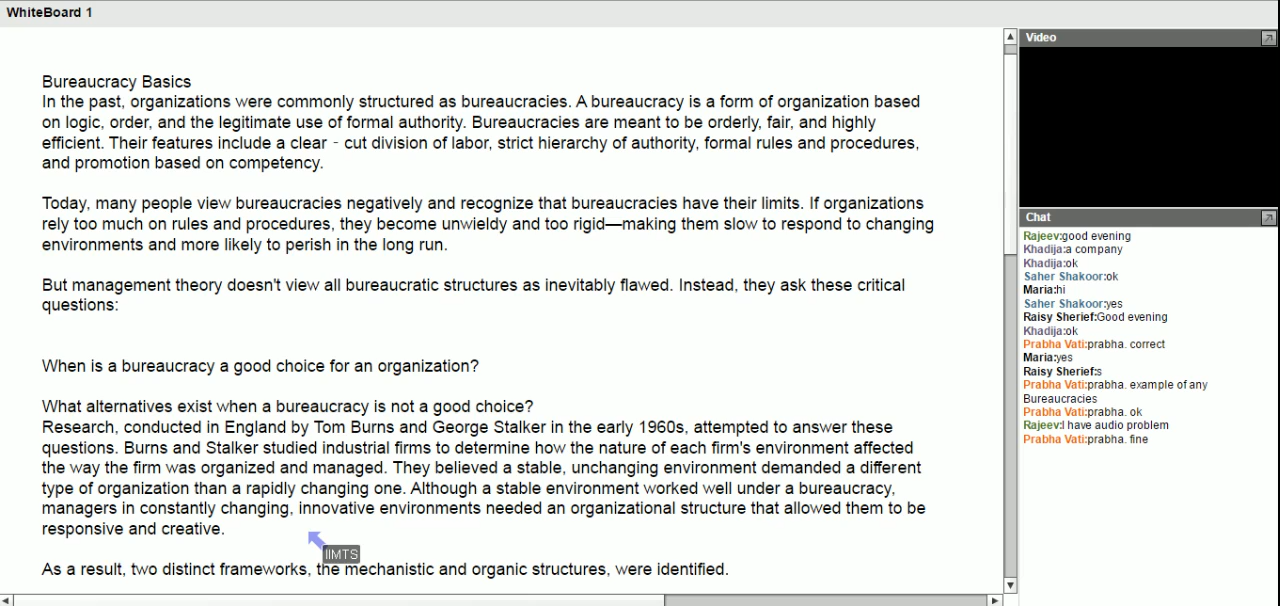 WhiteBoard 1
Bureaucracy Basics
In the past, organizations were commonly structured as bureaucracies. A bureaucracy is a form of organization based
on logic, order, and the legitimate use of formal authority. Bureaucracies are meant to be orderly, fair, and highly
efficient. Their features include a clear - cut division of labor, strict hierarchy of authority, formal rules and procedures,
and promotion based on competency.
Today, many people view bureaucracies negatively and recognize that bureaucracies have their limits. If organizations
rely too much on rules and procedures, they become unwieldy and too rigid—making them slow to respond to changing
environments and more likely to perish in the long run.
But management theory doesn't view all bureaucratic structures as inevitably flawed. Instead, they ask these critical
questions:
When is a bureaucracy a good choice for an organization?
What alternatives exist when a bureaucracy is not a good choice?
Research, conducted in England by Tom Burns and George Stalker in the early 1960s, attempted to answer these
questions. Burns and Stalker studied industrial firms to determine how the nature of each firm's environment affected
the way the firm was organized and managed. They believed a stable, unchanging environment demanded a different
type of organization than a rapidly changing one. Although a stable environment worked well under a bureaucracy,
managers in constantly changing, innovative environments needed an organizational structure that allowed them to be
responsive and creative.
IIMTS
As a result, two distinct frameworks, the mechanistic and organic structures, were identified.
Video
Chat
Rajeev:good evening
Khadija:a company
Khadija:ok
Saher Shakoor:ok
Maria:hi
Saher Shakoor:yes
Raisy Sherief:Good evening
Khadija:ok
Prabha Vati:prabha. correct
Maria:yes
Raisy Sherief:s
Prabha Vati:prabha. example of any
Bureaucracies
Prabha Vati:prabha. ok
Rajeev:I have audio problem
Prabha Vati:prabha. fine